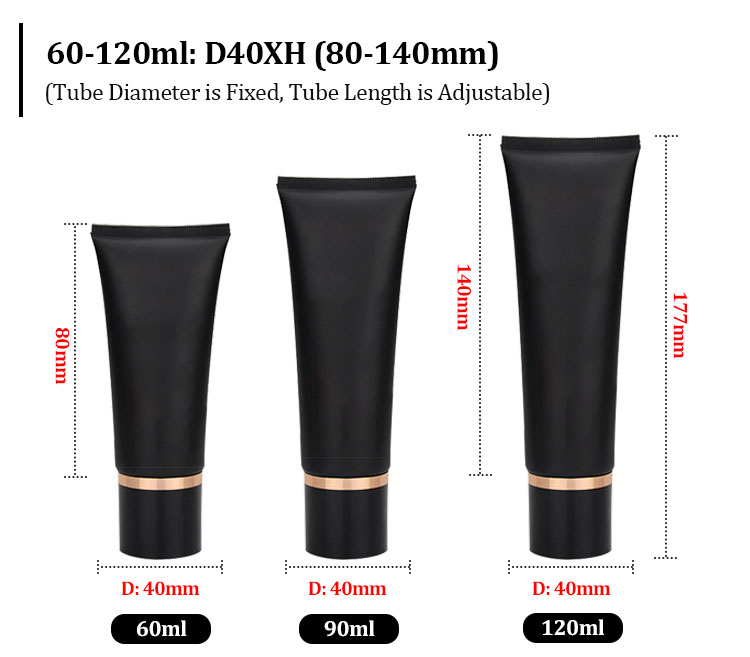 60-120ml: D40XH (80-140mm)
(Tube Diameter is Fixed, Tube Length is Adjustable)
80mm
140mm
177mm
D: 40mm
D: 40mm
D: 40mm
60ml
90ml
120ml